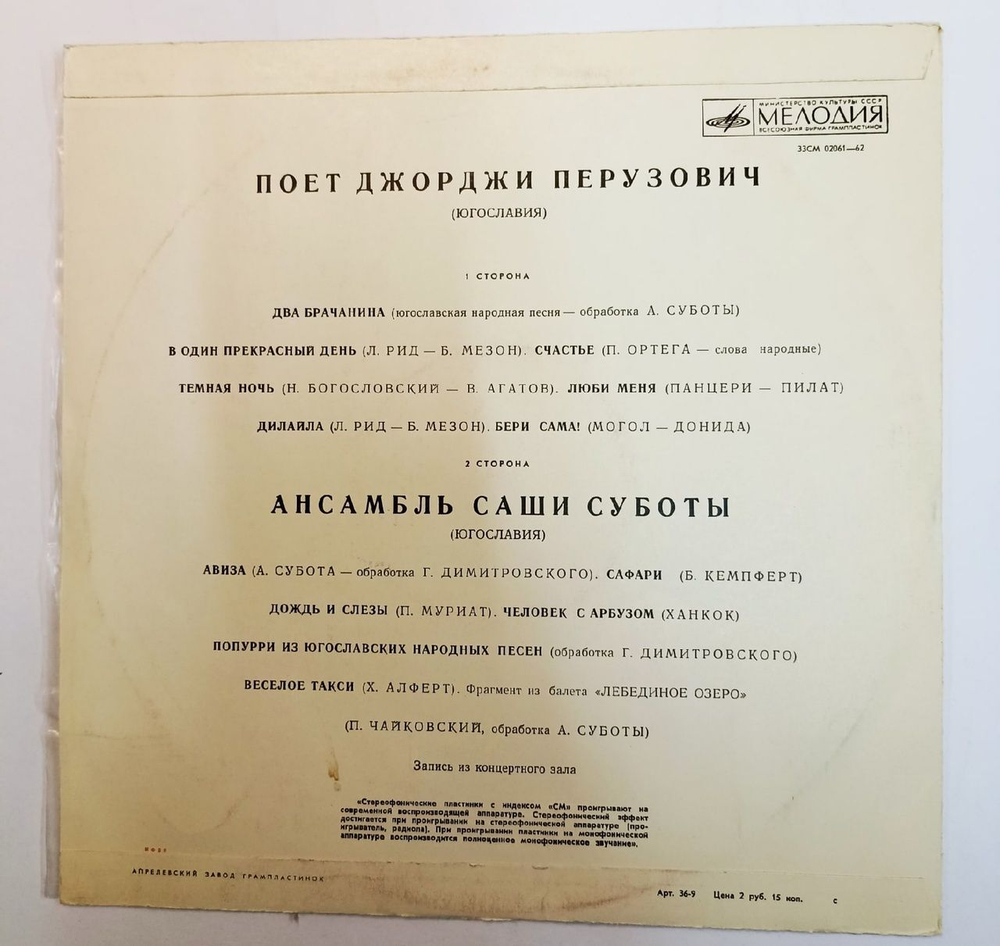 МИНИСТЕРСТВО КУЛЬТУРЫ СССР
МЕЛОДИЯ
ВСЕСОЮЗНАЯ ФИРМА ГРАМПЛАСТИНОК
33СМ 02061—62
ПОЕТ ДЖОРДЖИ ПЕРУЗОВИЧ
(ЮГОСЛАВИЯ)
1 СТОРОНА
ДВА БРАЧАНИНА (югославская народная песня — обработка А. СУБОТЫ)
В ОДИН ПРЕКРАСНЫЙ ДЕНЬ (Л. РИД — Б. МЕЗОН). СЧАСТЬЕ (П. ОРТЕГА — слова народные)
ТЕМНАЯ НОЧЬ (Н. БОГОСЛОВСКИЙ — В. АГАТОВ). ЛЮБИ МЕНЯ (ПАНЦЕРИ — ПИЛАТ)
ДИЛАЙЛА (Л. РИД — Б. МЕЗОН). БЕРИ САМА! (МОГОЛ — ДОНИДА)
2 СТОРОНА
АНСАМБЛЬ САШИ СУБОТЫ
(ЮГОСЛАВИЯ)
АВИЗА (А. СУБОТА — обработка Г. ДИМИТРОВСКОГО). САФАРИ (Б. КЕМПФЕРТ)
ДОЖДЬ И СЛЕЗЫ (П. МУРИАТ). ЧЕЛОВЕК С АРБУЗОМ (ХАНКОК)
ПОПУРРИ ИЗ ЮГОСЛАВСКИХ НАРОДНЫХ ПЕСЕН (обработка Г. ДИМИТРОВСКОГО)
ВЕСЕЛОЕ ТАКСИ (Х. АЛФЕРТ). Фрагмент из балета «ЛЕБЕДИНОЕ ОЗЕРО»
(П. ЧАЙКОВСКИЙ, обработка А. СУБОТЫ)
Запись из концертного зала
«Стереофонические пластинки с индексом «СМ» проигрывают на
современной воспроизводящей аппаратуре. Стереофонический эффект
достигается при проигрывании на стереофонической аппаратуре (про-
игрыватель, радиола). При проигрывании пластинки на монофонической
аппаратуре воспроизводится полноценное монофоническое звучание».
АПРЕЛЕВСКИЙ ЗАВОД ГРАМПЛАСТИНОК
Арт. 36-9 Цена 2 руб. 15 коп. с